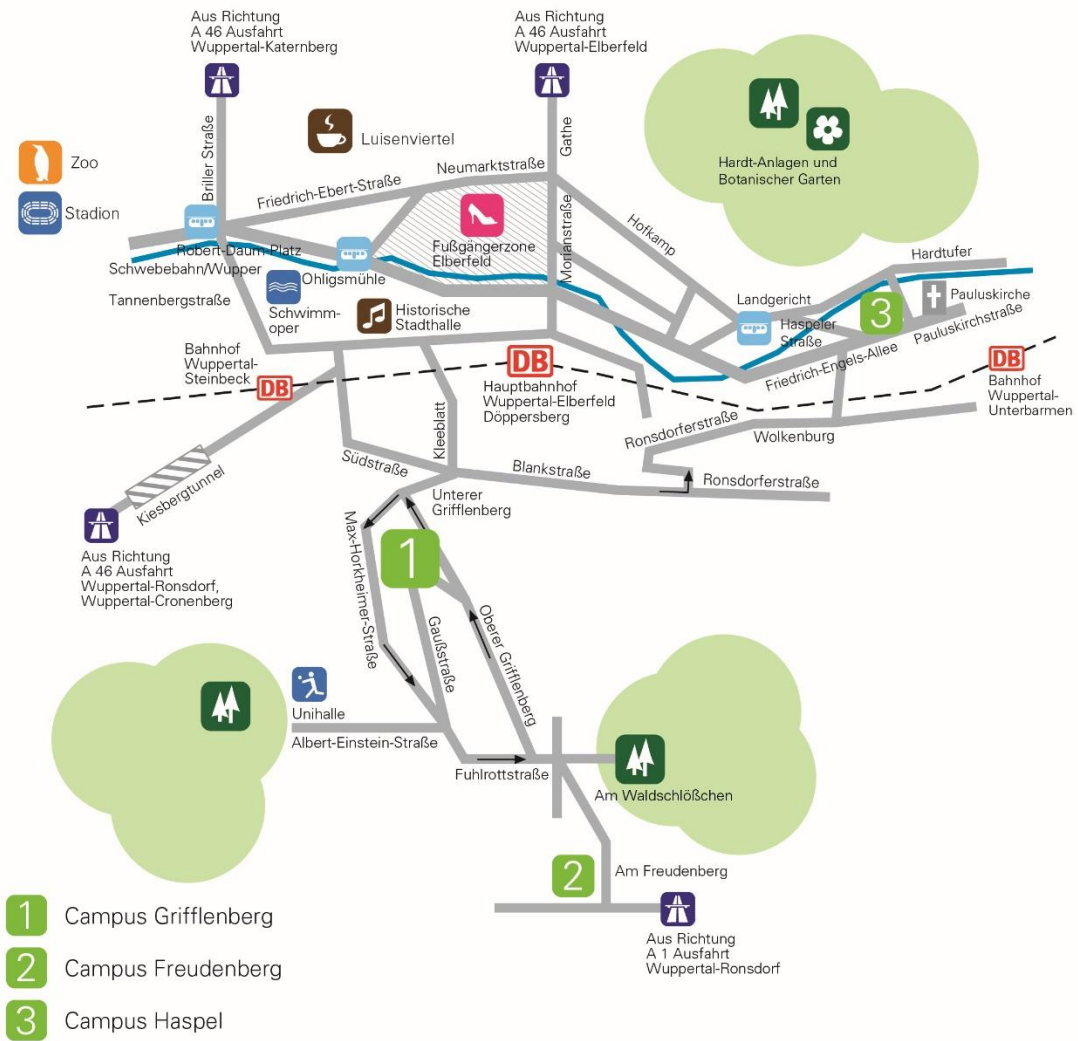 Aus Richtung
A 46 Ausfahrt
Wuppertal-Katernberg
Aus Richtung
A 46 Ausfahrt
Wuppertal-Elberfeld
Briller Straße
Luisenviertel
Gathe
Zoo
Stadion
Hardt-Anlagen und
Botanischer Garten
Neumarktstraße
Friedrich-Ebert-Straße
Hofkamp
Morianstraße
Fußgängerzone
Elberfeld
Robert-Daum-Platz
Schwebebahn/Wupper
Ohligsmühle
Hardtufer
Tannenbergstraße
Schwimm-
oper
Historische
Stadthalle
Landgericht
Haspeler
Straße
3
Pauluskirche
Pauluskirchstraße
Friedrich-Engels-Allee
Bahnhof
Wuppertal-
Steinbeck
DB
DB
Hauptbahnhof
Wuppertal-Elberfeld
Döppersberg
DB
Bahnhof
Wuppertal-
Unterbarmen
Kleeblatt
Ronsdorferstraße
Wolkenburg
Südstraße
Blankstraße
Ronsdorferstraße
Kiesbergtunnel
Unterer
Grifflenberg
Aus Richtung
A 46 Ausfahrt
Wuppertal-Ronsdorf,
Wuppertal-Cronenberg
1
Max-Horkheimer-Straße
Gaußstraße
Oberer Grifflenberg
Unihalle
Albert-Einstein-Straße
Fuhlrottstraße
Am Waldschlößchen
2
Am Freudenberg
Aus Richtung
A 1 Ausfahrt
Wuppertal-Ronsdorf
1 Campus Grifflenberg
2 Campus Freudenberg
3 Campus Haspel